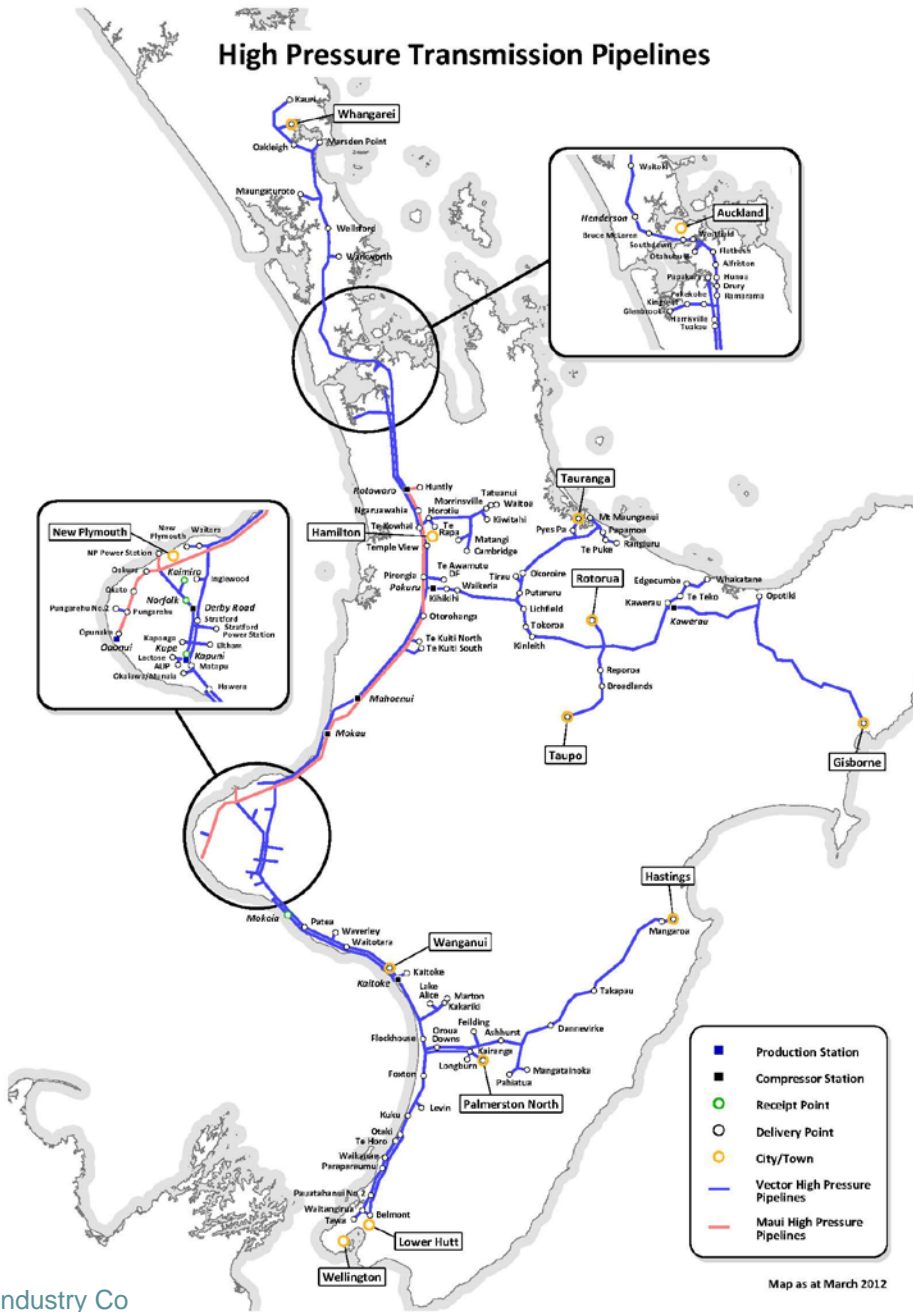 High Pressure Transmission Pipelines
Kauri
Whangarei
Oakleigh
Marsden Point
Maungaturoto
Wellsford
Warkworth
Waitoki
Henderson
Auckland
Bruce McLaren
Westfield
Southdown
Otahuhu
Flatbush
Alfriston
Papakura
Hunua
Drury
Pukekohe
Ramarama
Kingseat
Glenbrook
Harrisville
Tuakau
Rotowaro
Huntly
Ngaruawahia
Morrinsville
Horotiu
Tatuanui
Waitoa
Kiwitahi
Te Kowhai
Te
Rapa
Hamilton
Matangi
Temple View
Cambridge
Tauranga
Mt Maunganui
Pyes Pa
Papamoa
Te Puke
Rangiuru
Te Awamutu
DF
Pirongia
Pokuru
Kihikihi
Waikeria
Tirau
Okoroire
Putaruru
Lichfield
Tokoroa
Kinleith
Rotorua
Edgecumbe
Whakatane
Te Teko
Kawerau
Kawerau
Opotiki
Otorohanga
Te Kuiti North
Te Kuiti South
Reporoa
Broadlands
Taupo
Gisborne
Mahoenui
Mokau
New Plymouth
New
Plymouth
Waitara
NP Power Station
Kaimiro
Inglewood
Okato
Norfolk
Derby Road
Pungarehu No.2
Pungarehu
Stratford
Stratford
Power Station
Opunake
Oaonui
Kaponga
Eltham
Kupe
Kapuni
Lactose
AUP
Matapu
Okaiawa/Manaia
Hawera
Hastings
Mangaroa
Mokoia
Patea
Waverley
Waitotara
Wanganui
Kaitoke
Kaitoke
Lake
Alice
Marton
Kakariki
Takapau
Dannevirke
Feilding
Ashhurst
Oroua
Downs
Flockhouse
Kairanga
Longburn
Mangatainoka
Pahiatua
Foxton
Palmerston North
Levin
Kuku
Otaki
Te Horo
Waikanae
Paraparaumu
Pauatahanui No.2
Waitangirua
Belmont
Tawa
Lower Hutt
Wellington
Production Station
Compressor Station
Receipt Point
Delivery Point
City/Town
Vector High Pressure
Pipelines
Maui High Pressure
Pipelines
Map as at March 2012
ndustry Co